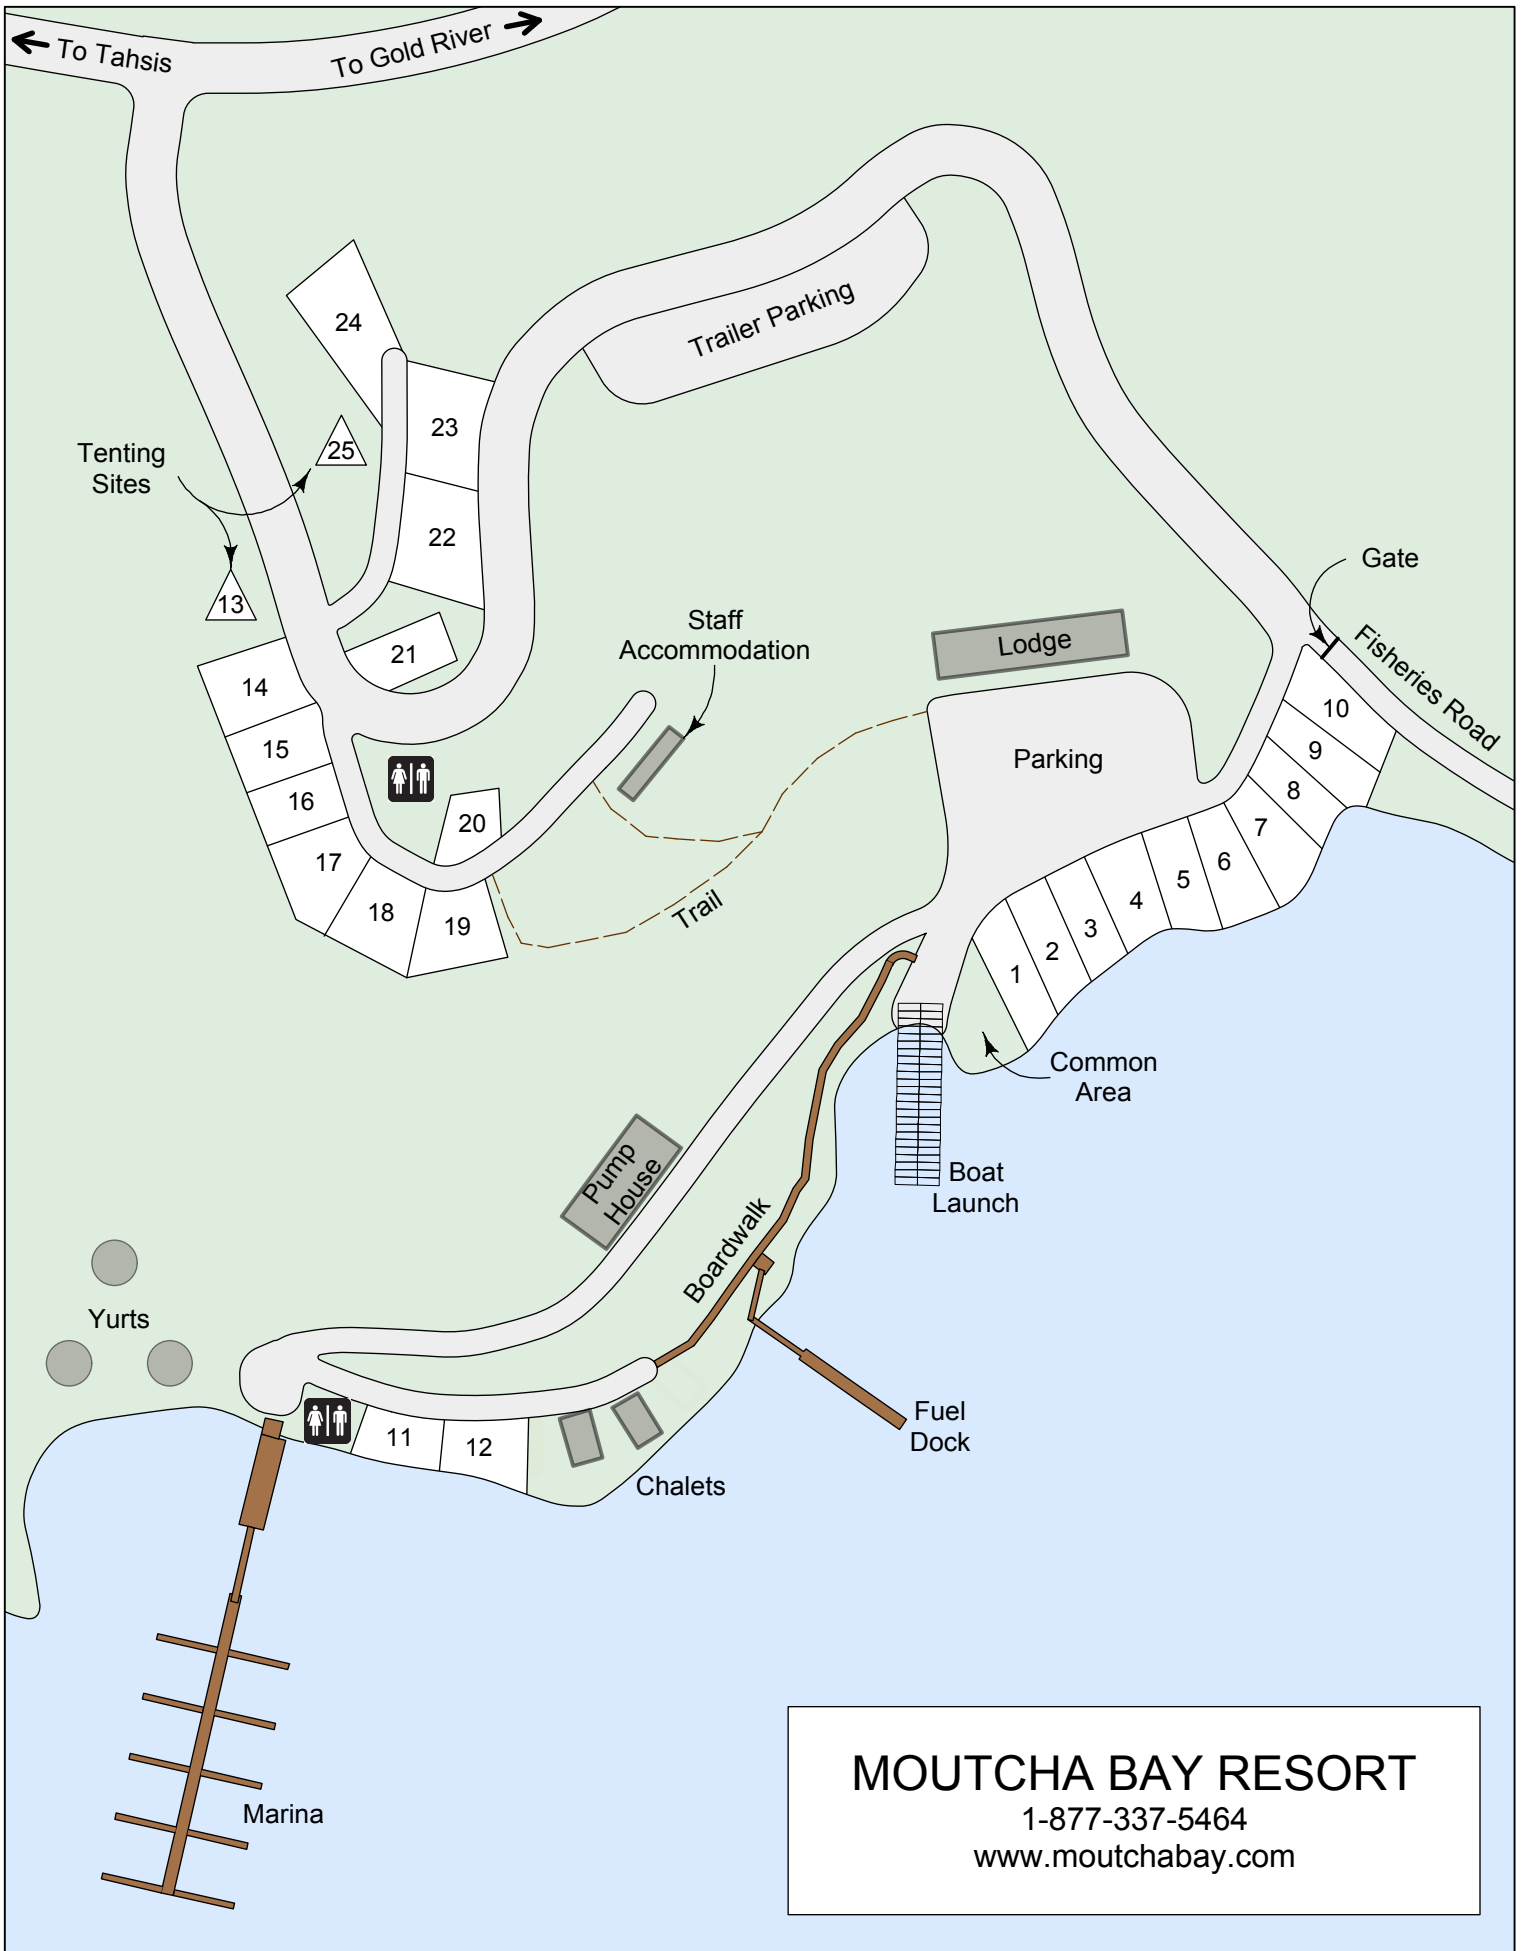 To Tahsis
To Gold River
24
Trailer Parking
23
25
Tenting
Sites
22
Gate
13
Staff
Accommodation
Lodge
21
Fisheries Road
14
10
15
9
Parking
16
8
20
7
17
6
5
18
4
19
Trail
3
2
1
Common
Area
Pump
House
Boat
Launch
Boardwalk
Yurts
Fuel
Dock
11
12
Chalets
Marina
MOUTCHA BAY RESORT
1-877-337-5464
www.moutchabay.com